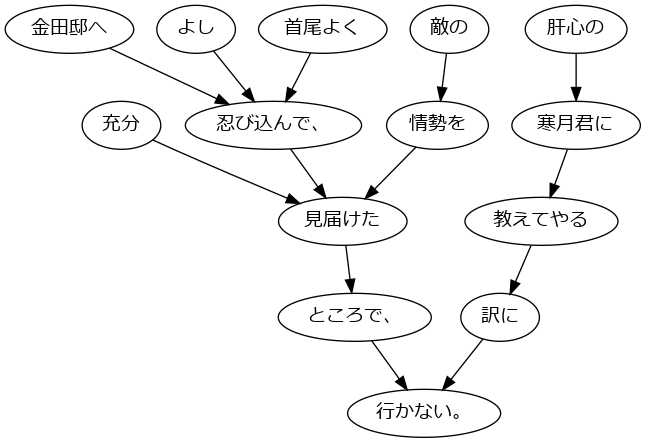 金田邸へ
よし
首尾よく
敵の
肝心の
充分
忍び込んで、
情勢を
寒月君に
見届けた
教えてやる
ところで、
訳に
行かない。